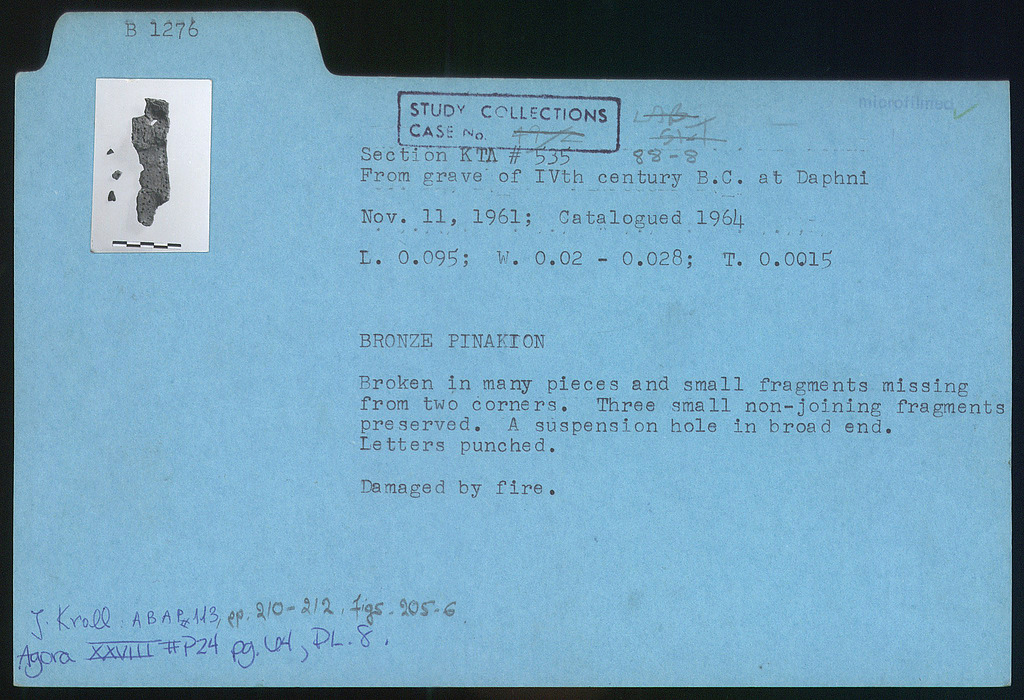 B 1276
microfilmed
STUDY COLLECTIONS
CASE No.
88-8
Section KTA # 535
From grave of IVth century B.C. at Daphni
Nov. 11, 1961; Catalogued 1964
L. 0.095; W. 0.02 - 0.028; T. 0.0015
BRONZE PINAKION
Broken in many pieces and small fragments missing
from two corners. Three small non-joining fragments
preserved. A suspension hole in broad end.
Letters punched.
Damaged by fire.
J. Kroll: ABAP 113, pp. 210-212, figs. 205-6
Agora XXVIII #P24 pg. 64, PL. 8.